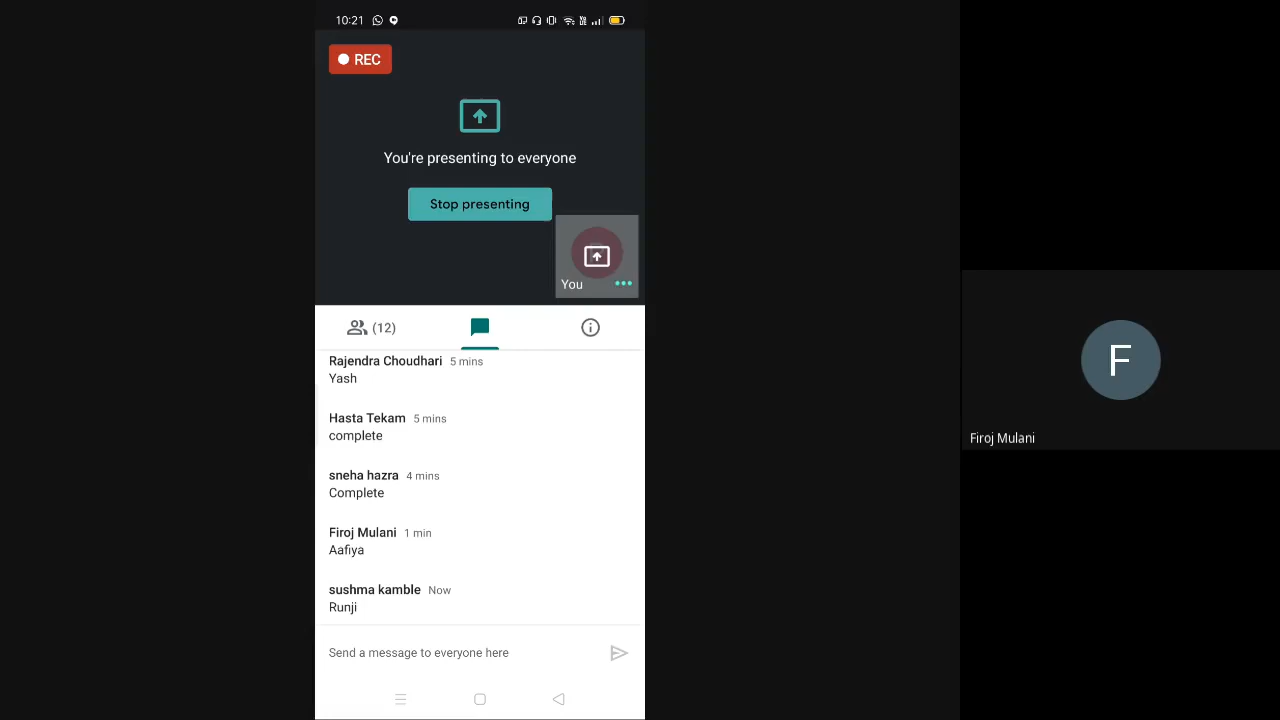 10:21
REC
You're presenting to everyone
Stop presenting
You
(12)
Rajendra Choudhari 5 mins
Yash
Hasta Tekam 5 mins
complete
sneha hazra 4 mins
Complete
Firoj Mulani 1 min
Aafiya
sushma kamble Now
Runji
Send a message to everyone here
F
Firoj Mulani